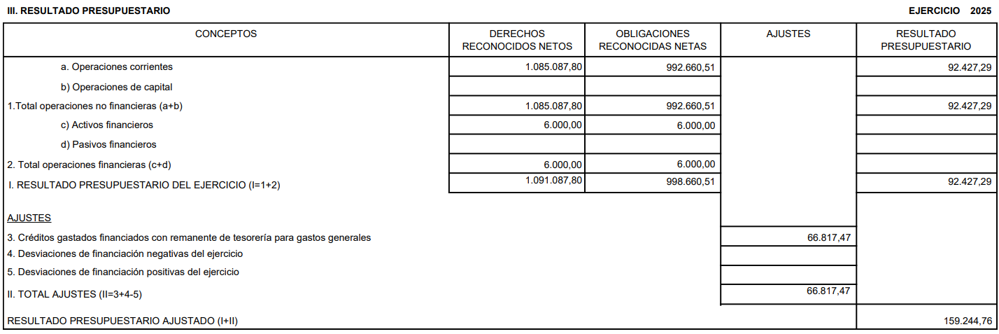 III. RESULTADO PRESUPUESTARIO EJERCICIO 2025
CONCEPTOS DERECHOS RECONOCIDOS NETOS OBLIGACIONES RECONOCIDAS NETAS AJUSTES RESULTADO PRESUPUESTARIO
a. Operaciones corrientes 1.085.087,80 992.660,51 92.427,29
b) Operaciones de capital
1.Total operaciones no financieras (a+b) 1.085.087,80 992.660,51 92.427,29
c) Activos financieros 6.000,00 6.000,00
d) Pasivos financieros
2. Total operaciones financieras (c+d) 6.000,00 6.000,00
I. RESULTADO PRESUPUESTARIO DEL EJERCICIO (I=1+2) 1.091.087,80 998.660,51 92.427,29
AJUSTES
3. Créditos gastados financiados con remanente de tesorería para gastos generales 66.817,47
4. Desviaciones de financiación negativas del ejercicio
5. Desviaciones de financiación positivas del ejercicio
II. TOTAL AJUSTES (II=3+4-5) 66.817,47
RESULTADO PRESUPUESTARIO AJUSTADO (I+II) 159.244,76